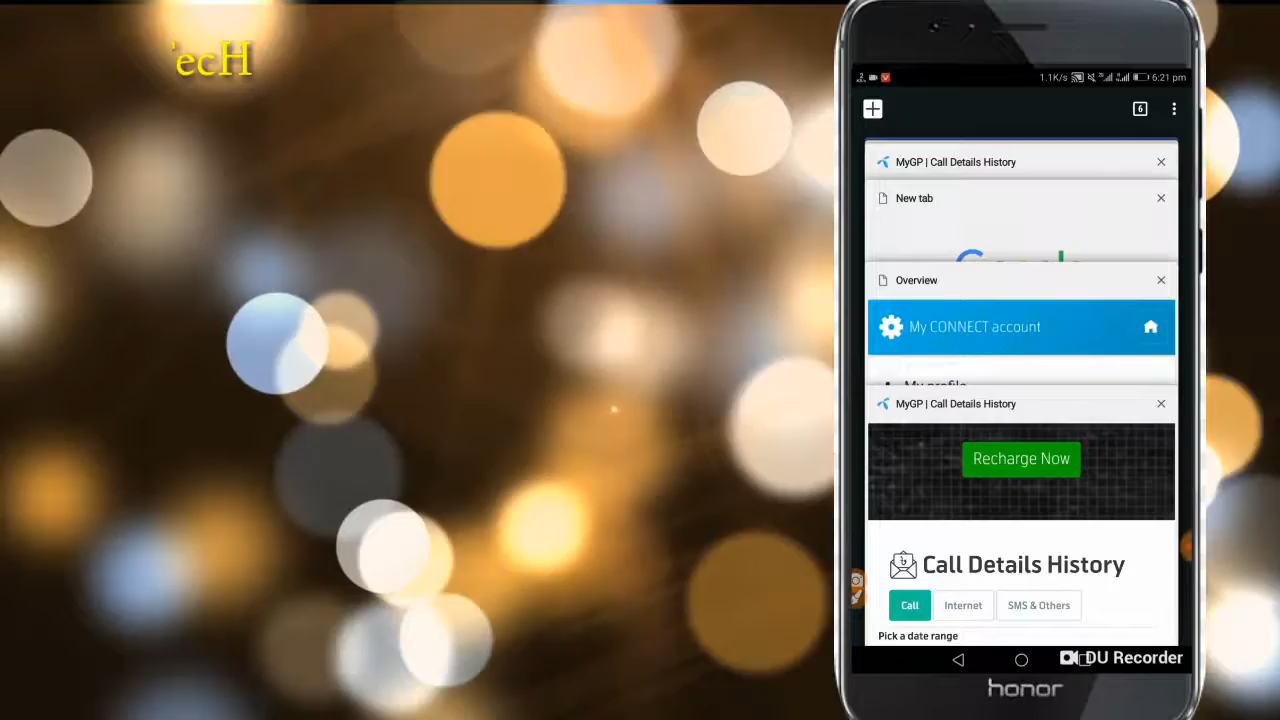 'ecH
1.1K/s 6:21 pm
6
MyGP | Call Details History
New tab
Overview
My CONNECT account
MyGP | Call Details History
Recharge Now
Call Details History
Call Internet SMS & Others
Pick a date range
DU Recorder
honor